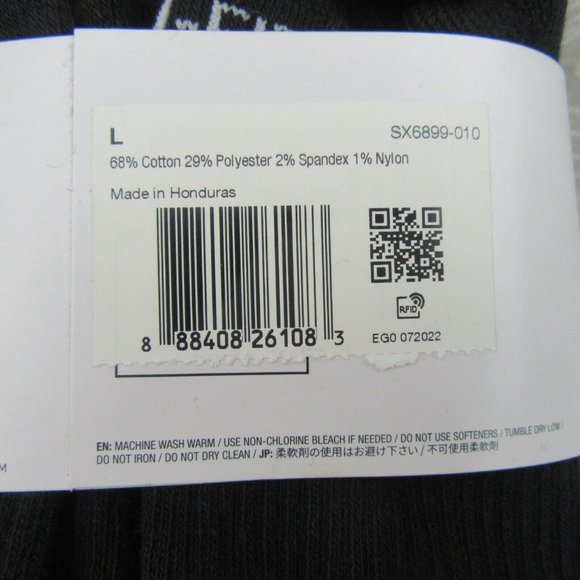 L SX6899-010
68% Cotton 29% Polyester 2% Spandex 1% Nylon
Made in Honduras
RFID
8 88408 26108 3
EG0 072022
EN: MACHINE WASH WARM / USE NON-CHLORINE BLEACH IF NEEDED / DO NOT USE SOFTENERS / TUMBLE DRY LOW /
DO NOT IRON / DO NOT DRY CLEAN / JP: 柔軟剤の使用はお避け下さい / 不可使用柔軟剤
M